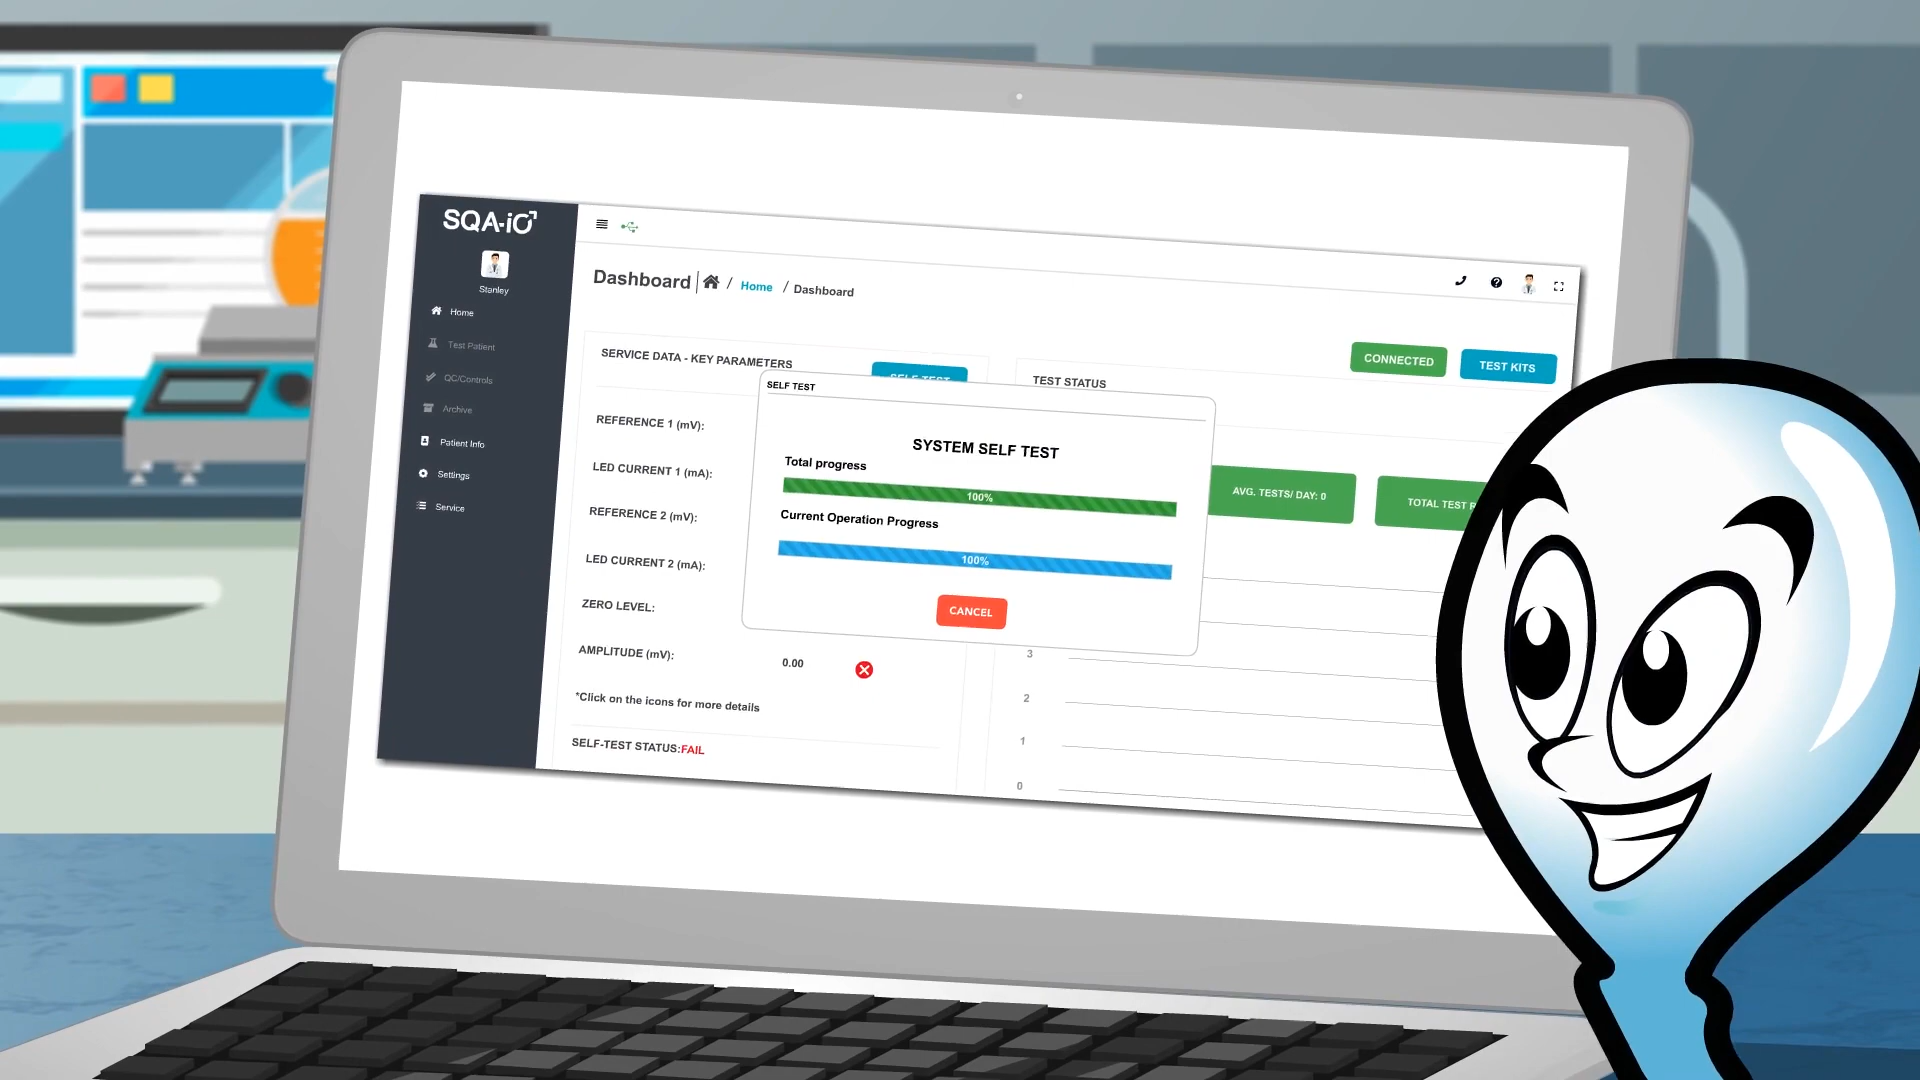 SQA-iO
Stanley
Home
Test Patient
QC/Controls
Archive
Patient Info
Settings
Service
Dashboard / Home / Dashboard
CONNECTED
TEST KITS
SERVICE DATA - KEY PARAMETERS
SELF TEST
TEST STATUS
REFERENCE 1 (mV):
LED CURRENT 1 (mA):
REFERENCE 2 (mV):
LED CURRENT 2 (mA):
ZERO LEVEL:
AMPLITUDE (mV):
0.00
*Click on the icons for more details
SELF-TEST STATUS:FAIL
SELF TEST
SYSTEM SELF TEST
Total progress
100%
Current Operation Progress
100%
CANCEL
AVG. TESTS/ DAY: 0
TOTAL TEST
3
2
1
0